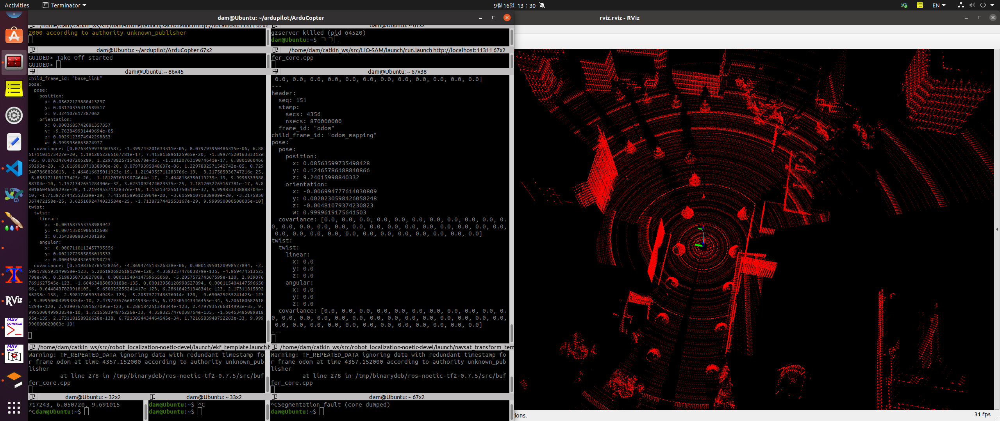 Activities
Terminator
9월 16일 13 : 30
EN
dam@Ubuntu: ~/ardupilot/ArduCopter
rviz.rviz - RViz
/home/dam/catkin_ws/src/dam-drone/launch/xacro.launch http://localhost:11311 67x2
2000 according to authority unknown_publisher
dam@Ubuntu: ~ 67x2
gzserver killed (pid 64520)
dam@Ubuntu:~$ ㄱㄱ
dam@Ubuntu: ~/ardupilot/ArduCopter 67x2
GUIDED> Take Off started
GUIDED>
/home/dam/catkin_ws/src/LIO-SAM/launch/run.launch http://localhost:11311 67x2
fer_core.cpp
dam@Ubuntu: ~ 86x45
child_frame_id: "base_link"
pose:
pose:
position:
x: 0.05622123880413237
y: 0.03170335414589517
z: 9.324107617287062
orientation:
x: 0.0003685742081357357
y: -9.763849931449694e-05
z: 0.0029123574942298853
w: 0.9999956863874977
covariance: [0.0763459979403587, -1.399745201633311e-05, 8.079793950486315e-06, 6.88
5171103173427e-20, 1.1812052265167781e-17, 7.415815896125965e-20, -1.3997452016333312e
-05, 0.0763476407206289, 1.2297882571542678e-05, -1.1812076319074641e-17, 6.8801860466
69293e-20, -3.616981071838908e-20, 8.07979395048637e-06, 1.2297882571542742e-05, 0.729
9407868826013, -2.464816635011923e-19, 1.2194955711283766e-19, -3.217585036747216e-25,
6.885171103173425e-20, -1.1812076319074644e-17, -2.4648166350119235e-19, 9.9998333388
88704e-10, 1.1521342651284306e-32, 3.6251092474023575e-25, 1.1812052265167781e-17, 6.8
80186046669293e-20, 1.219495571128376e-19, 1.1521342561750518e-32, 9.999833338888704e-
10, -1.7138727442553229e-29, 7.415815896125964e-20, -3.616981071838909e-20, -3.2175850
367472158e-25, 3.6251092474023584e-25, -1.7138727442553167e-29, 9.999950000500005e-10]
twist:
twist:
linear:
x: -0.003587553758989947
y: -0.00713501906512608
z: 0.35438088034301296
angular:
x: -0.0007110112457795556
y: 0.0021272985856019533
z: 0.0004968432699290725
covariance: [0.5198362765428264, -4.869474513526338e-06, 0.00013950120998527894, -2.
5981786593149058e-123, 5.206180682618129e-120, 4.358325747603879e-135, -4.869474513525
798e-06, 0.5198350733827808, 0.00011540414759665068, -5.205757274367599e-120, 2.939076
7691627545e-123, -1.664634850898188e-135, 0.00013950120998527894, 0.000115404147596650
66, 0.6448437820918105, -9.650025255241417e-123, 6.286184251348341e-123, 2.17311815892
66298e-138, -2.598178659314949e-123, -5.2057572743676014e-120, -9.650025255241425e-123
, 9.999500049993854e-10, 2.4797935766814993e-35, 6.721305443446455e-34, 5.206180682618
1294e-120, 2.9390767691627095e-123, 6.286184251348344e-123, 2.4797935766814993e-35, 9.
999500049993854e-10, 1.721658394875226e-33, 4.3583257476038764e-135, -1.66463485089818
95e-135, 2.173118158926628e-138, 6.7213054434464545e-34, 1.7216583948752263e-33, 9.999
990000020003e-10]
---
dam@Ubuntu: ~ 67x38
0.0, 0.0, 0.0, 0.0, 0.0, 0.0, 0.0, 0.0, 0.0, 0.0, 0.0, 0.0]
---
header:
seq: 151
stamp:
secs: 4356
nsecs: 870000000
frame_id: "odom"
child_frame_id: "odom_mapping"
pose:
pose:
position:
x: 0.08563599735498428
y: 0.12465786188840866
z: 9.24015998840332
orientation:
x: -0.006994777614030809
y: 0.0020230598426058248
z: -0.00481079374230823
w: 0.9999619175641503
covariance: [0.0, 0.0, 0.0, 0.0, 0.0, 0.0, 0.0, 0.0, 0.0, 0.0, 0.
0, 0.0, 0.0, 0.0, 0.0, 0.0, 0.0, 0.0, 0.0, 0.0, 0.0, 0.0, 0.0, 0.0,
0.0, 0.0, 0.0, 0.0, 0.0, 0.0, 0.0, 0.0, 0.0, 0.0, 0.0, 0.0]
twist:
twist:
linear:
x: 0.0
y: 0.0
z: 0.0
angular:
x: 0.0
y: 0.0
z: 0.0
covariance: [0.0, 0.0, 0.0, 0.0, 0.0, 0.0, 0.0, 0.0, 0.0, 0.0, 0.
0, 0.0, 0.0, 0.0, 0.0, 0.0, 0.0, 0.0, 0.0, 0.0, 0.0, 0.0, 0.0, 0.0,
0.0, 0.0, 0.0, 0.0, 0.0, 0.0, 0.0, 0.0, 0.0, 0.0, 0.0, 0.0]
---
/home/dam/catkin_ws/src/robot_localization-noetic-devel/launch/ekf_template.launch
Warning: TF_REPEATED_DATA ignoring data with redundant timestamp fo
r frame odom at time 4357.152000 according to authority unknown_pub
lisher
at line 278 in /tmp/binarydeb/ros-noetic-tf2-0.7.5/src/buf
fer_core.cpp
/home/dam/catkin_ws/src/robot_localization-noetic-devel/launch/navsat_transform_tem
Warning: TF_REPEATED_DATA ignoring data with redundant timestamp fo
r frame odom at time 4357.152000 according to authority unknown_pub
lisher
at line 278 in /tmp/binarydeb/ros-noetic-tf2-0.7.5/src/buf
fer_core.cpp
dam@Ubuntu: ~ 32x2
717243, 6.050720, 9.691015
^Cdam@Ubuntu:~$
dam@Ubuntu: ~ 33x2
dam@Ubuntu:~$ ^C
dam@Ubuntu:~$
dam@Ubuntu: ~ 67x2
^CSegmentation fault (core dumped)
dam@Ubuntu:~$
RViz
MAV
CONSOLE
MAV
MAP
ions.
31 fps